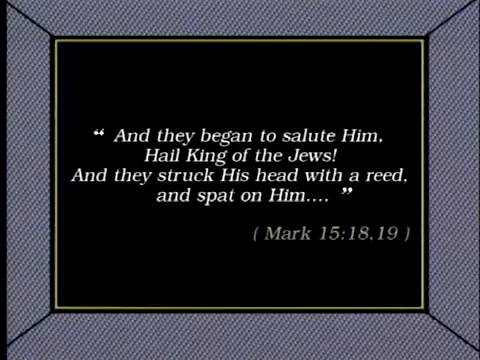 “ And they began to salute Him,
Hail King of the Jews!
And they struck His head with a reed,
and spat on Him.... ”
( Mark 15:18,19 )